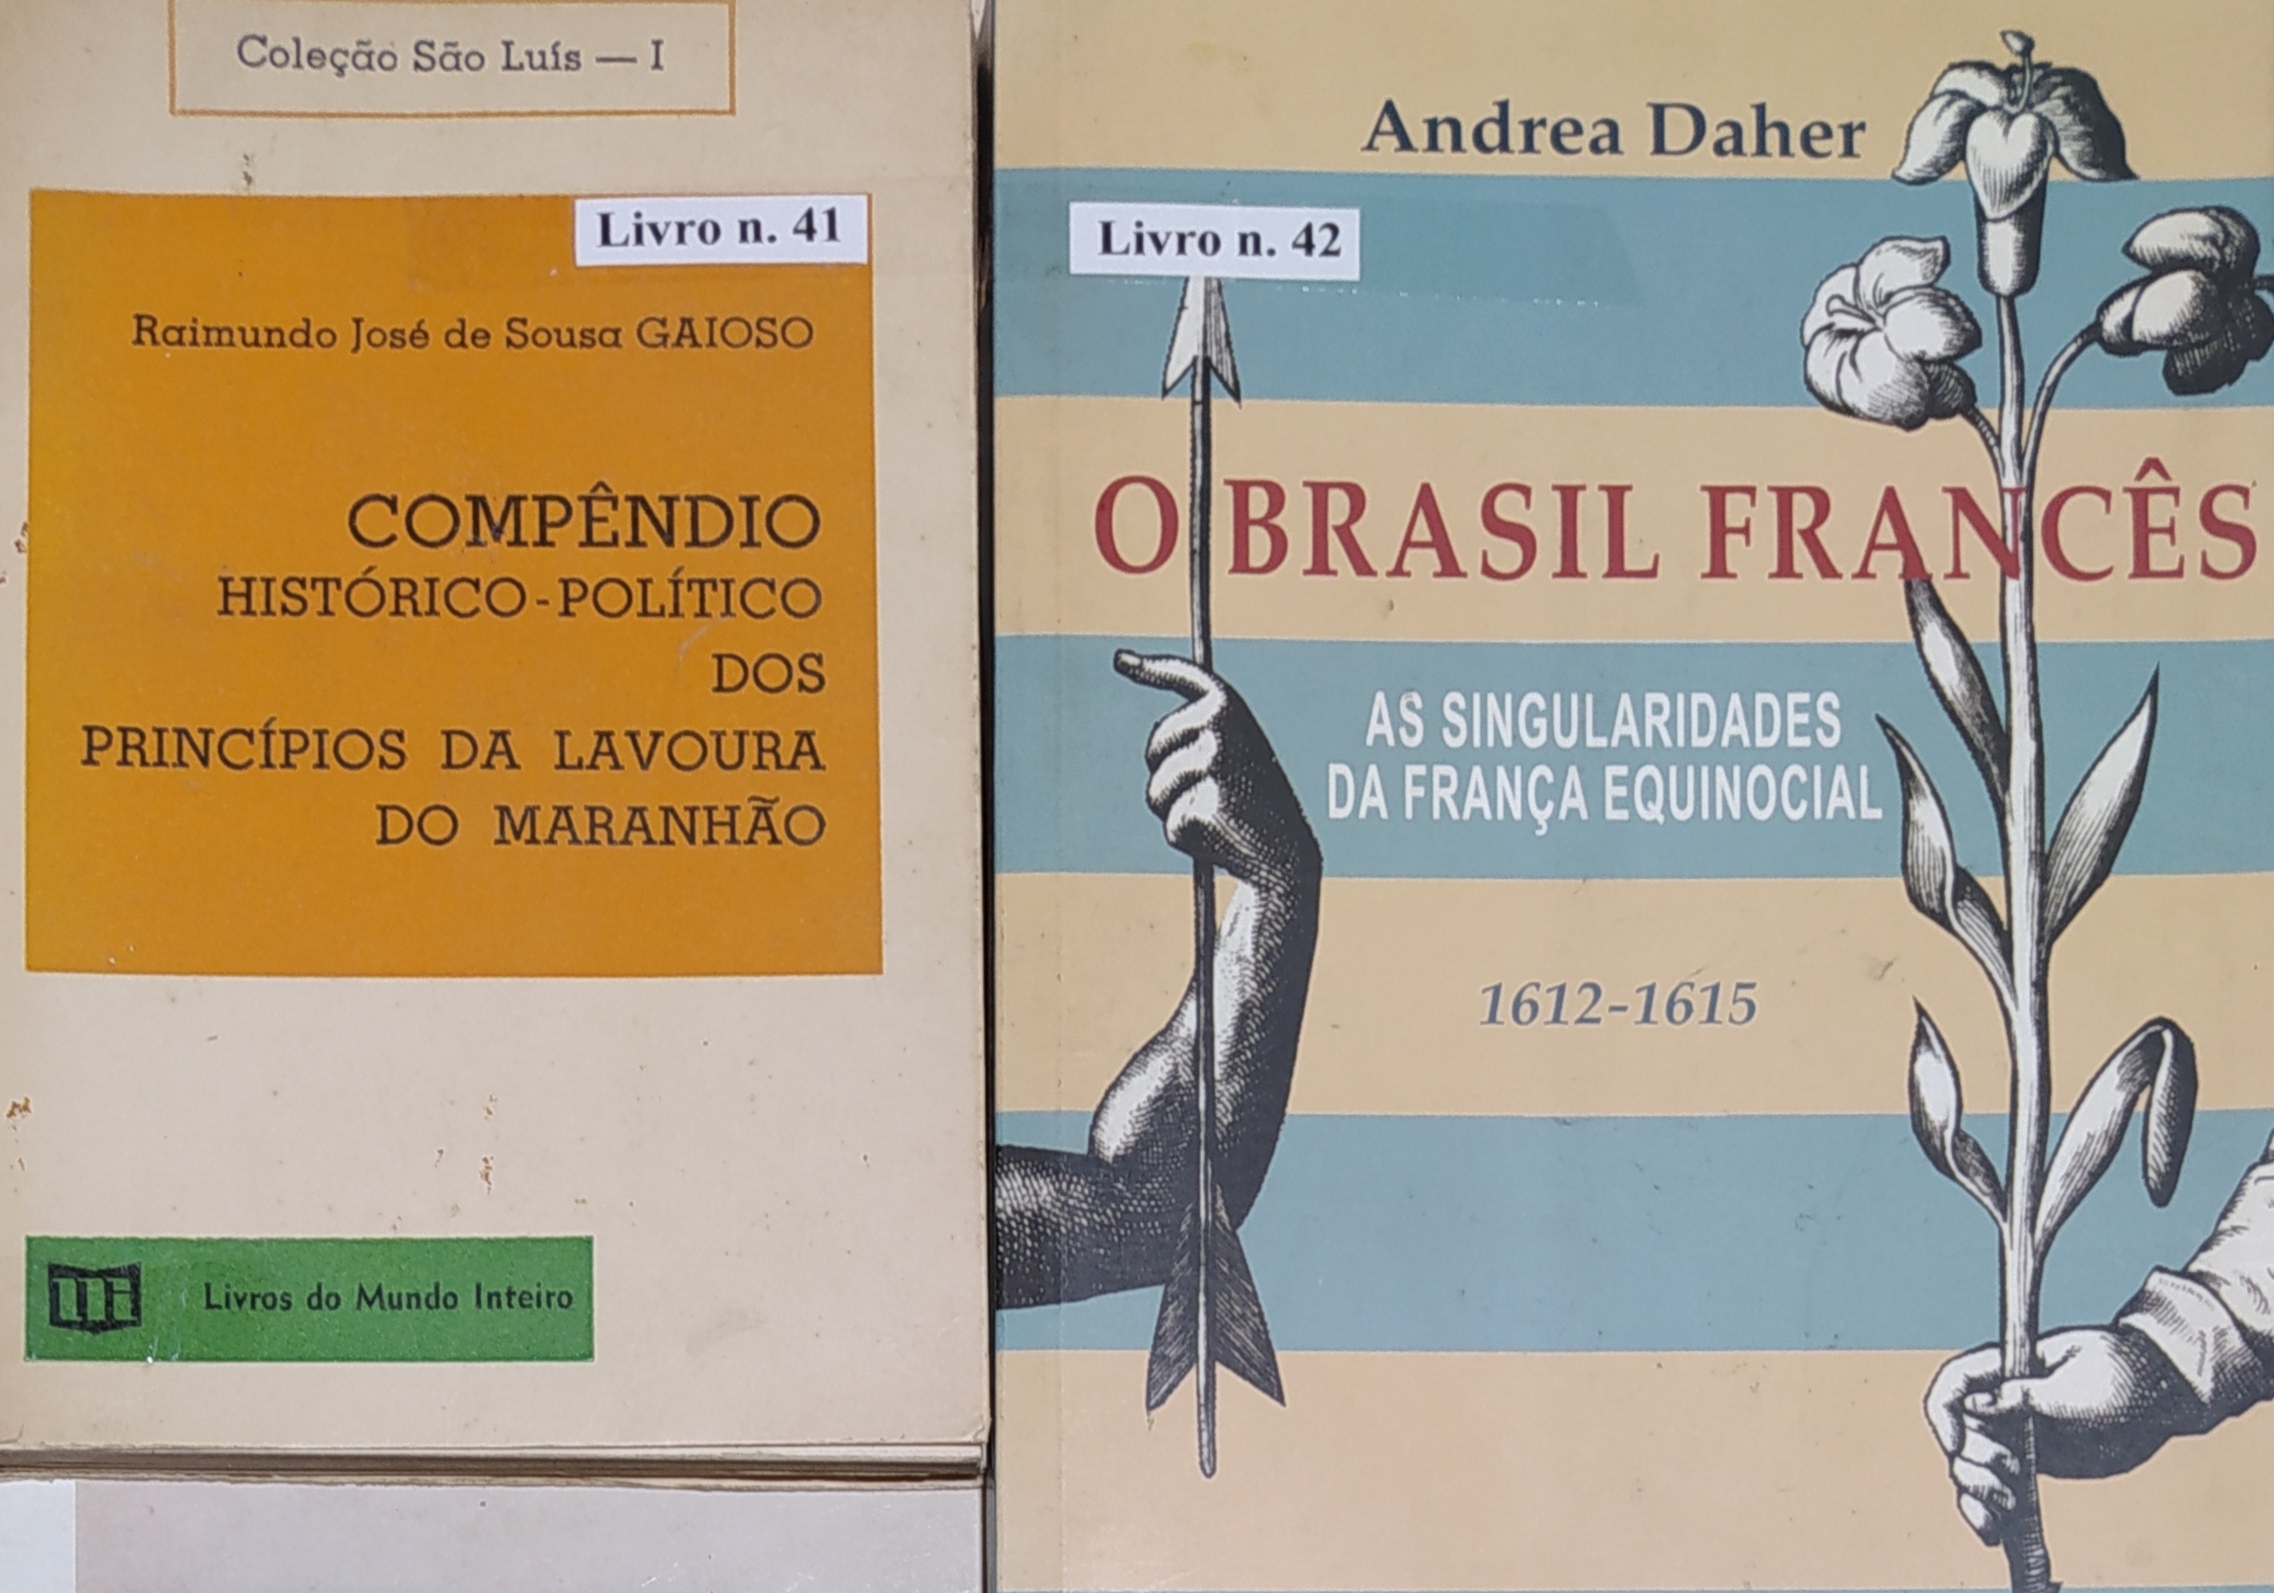 Coleção São Luís — I
Livro n. 41
Raimundo José de Sousa GAIOSO
COMPÊNDIO
HISTÓRICO-POLÍTICO
DOS
PRINCÍPIOS DA LAVOURA
DO MARANHÃO
Livros do Mundo Inteiro
Andrea Daher
Livro n. 42
O BRASIL FRANCÊS
AS SINGULARIDADES
DA FRANÇA EQUINOCIAL
1612-1615